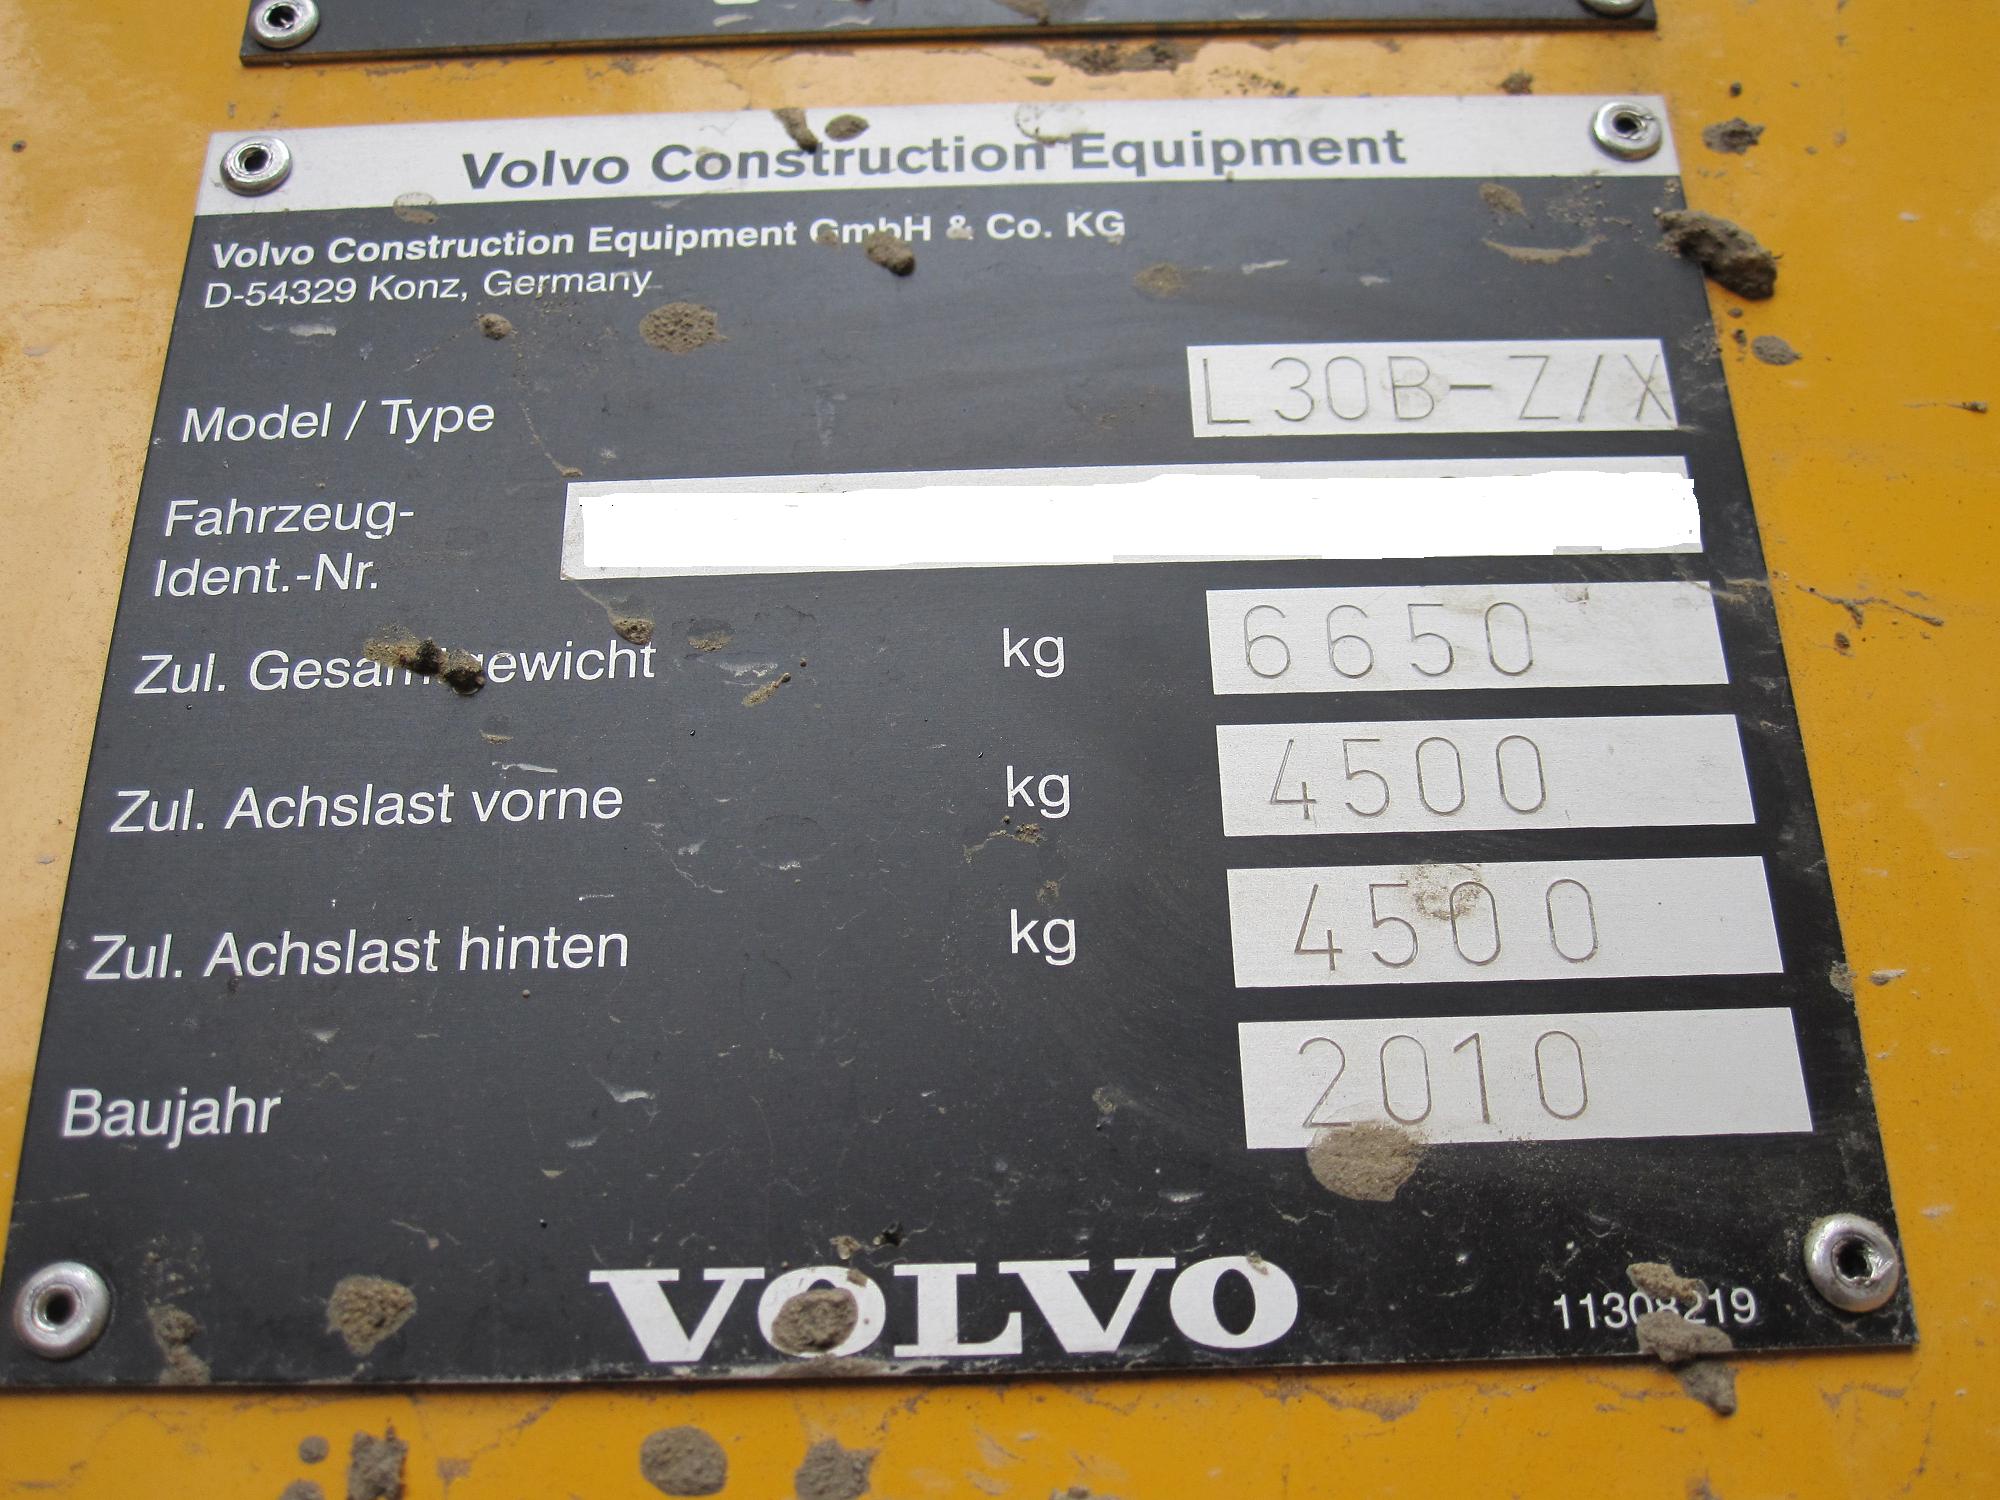 Volvo Construction Equipment
Volvo Construction Equipment GmbH & Co. KG
D-54329 Konz, Germany
Model / Type L30B-Z/X
Fahrzeug-
Ident.-Nr.
Zul. Gesamtgewicht kg 6650
Zul. Achslast vorne kg 4500
Zul. Achslast hinten kg 4500
Baujahr 2010
VOLVO
11308219